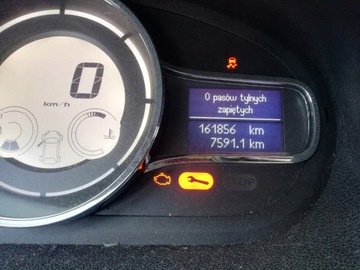 0
km/h
0 pasów tylnych
zapiętych
161856 km
7591.1 km
STOP